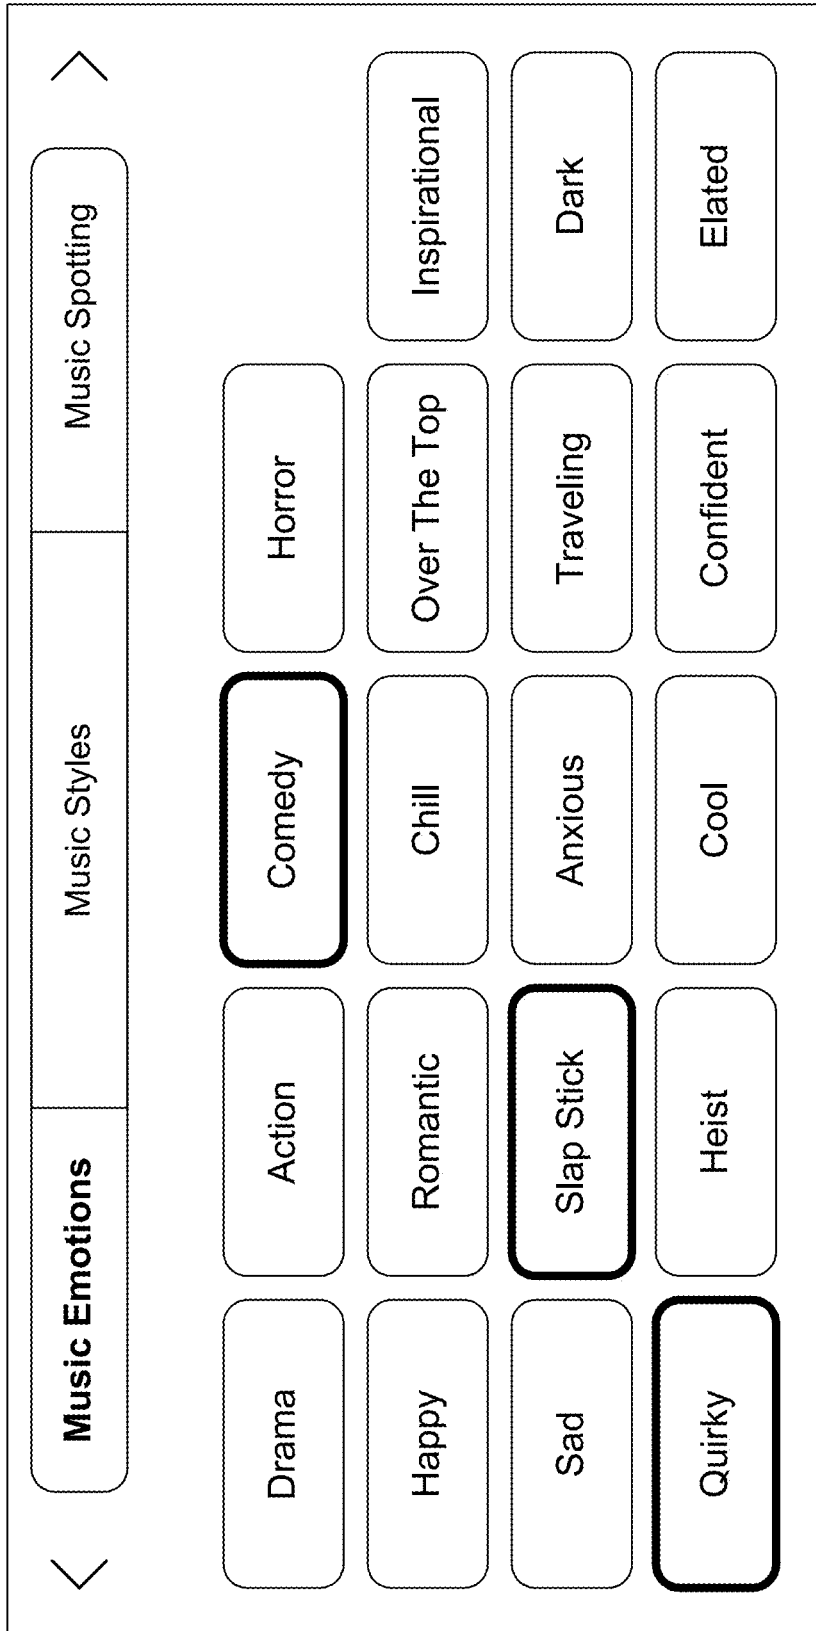 Music Emotions
Music Styles
Music Spotting
Drama
Action
Comedy
Horror
Happy
Romantic
Chill
Over The Top
Inspirational
Sad
Slap Stick
Anxious
Traveling
Dark
Quirky
Heist
Cool
Confident
Elated